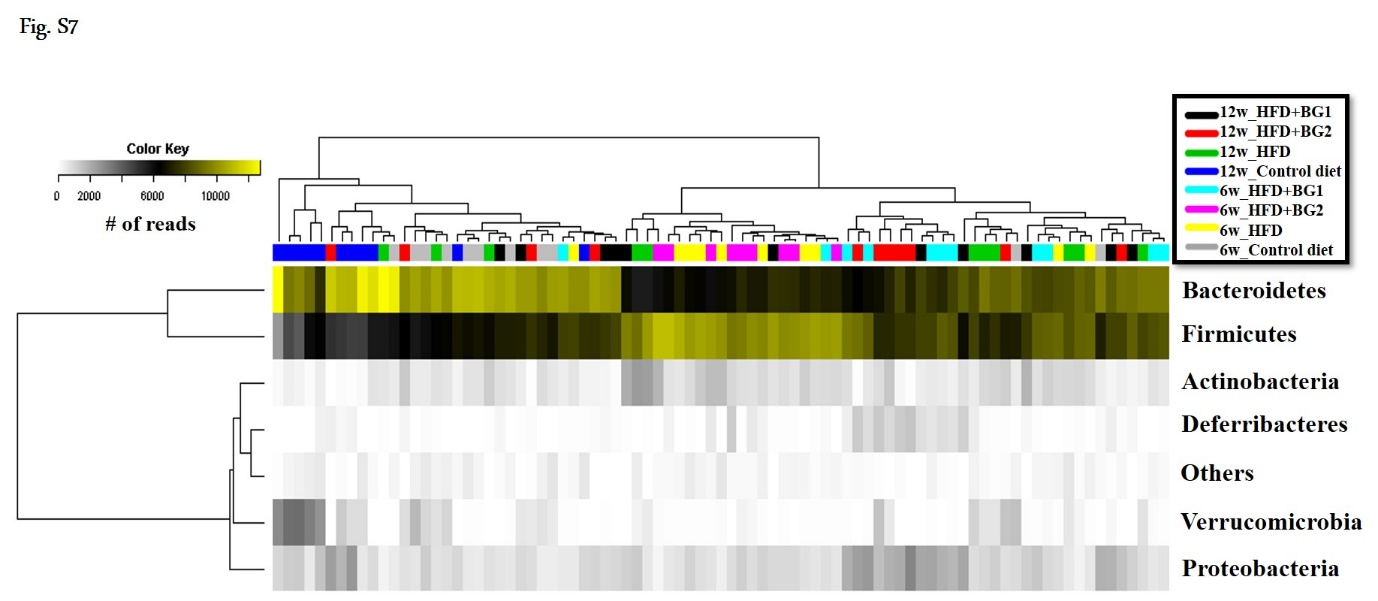 Fig. S7
Color Key
0 2000 6000 10000
# of reads
12w_HFD+BG1
12w_HFD+BG2
12w_HFD
12w_Control diet
6w_HFD+BG1
6w_HFD+BG2
6w_HFD
6w_Control diet
Bacteroidetes
Firmicutes
Actinobacteria
Deferribacteres
Others
Verrucomicrobia
Proteobacteria